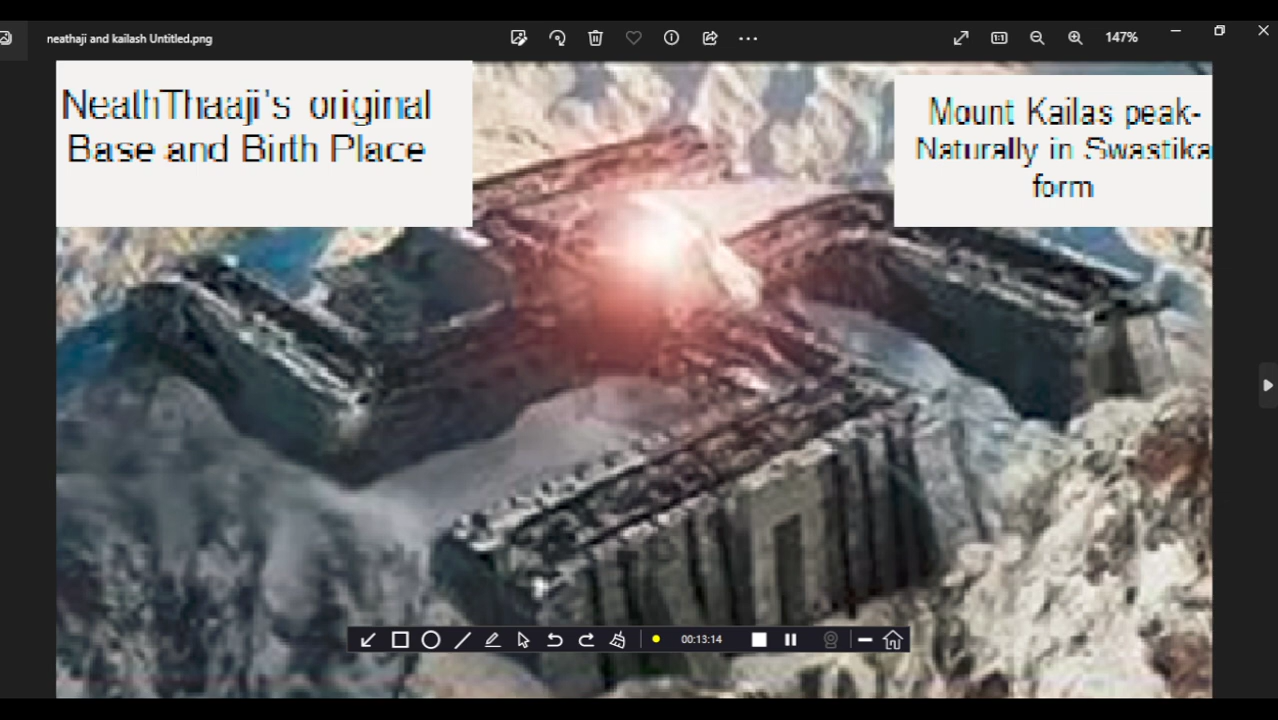 neathaji and kailash Untitled.png
147%
NeathThaaji's original
Base and Birth Place
Mount Kailas peak-
Naturally in Swastika
form
00:13:14